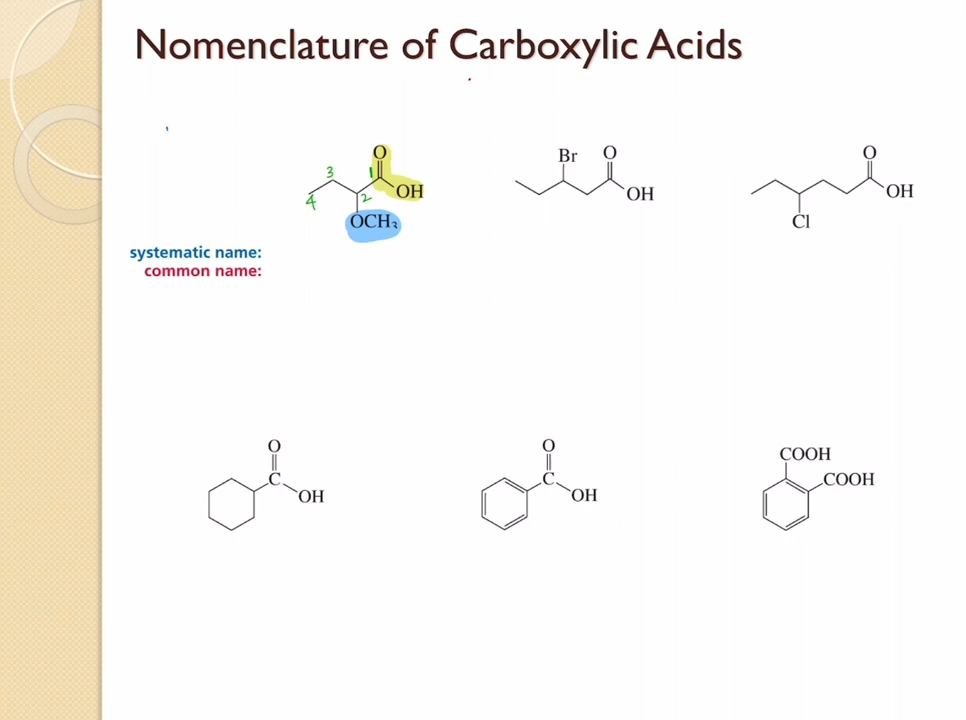 Nomenclature of Carboxylic Acids
O
3
1
OH
4
2
OCH₃
Br
O
OH
O
OH
Cl
systematic name:
common name:
O
C
OH
O
C
OH
COOH
COOH